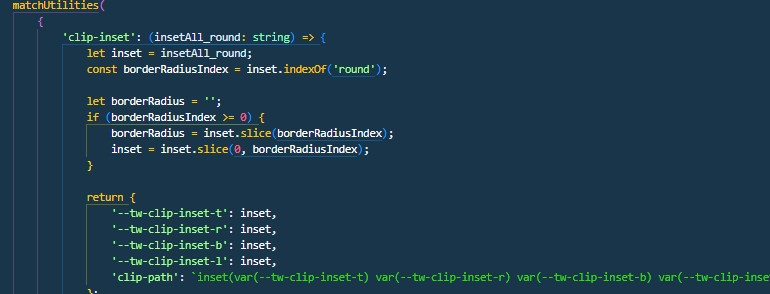 matchUtilities(
{
'clip-inset': (insetAll_round: string) => {
let inset = insetAll_round;
const borderRadiusIndex = inset.indexOf('round');
let borderRadius = '';
if (borderRadiusIndex >= 0) {
borderRadius = inset.slice(borderRadiusIndex);
inset = inset.slice(0, borderRadiusIndex);
}
return {
'--tw-clip-inset-t': inset,
'--tw-clip-inset-r': inset,
'--tw-clip-inset-b': inset,
'--tw-clip-inset-l': inset,
'clip-path': `inset(var(--tw-clip-inset-t) var(--tw-clip-inset-r) var(--tw-clip-inset-b) var(--tw-inse
};